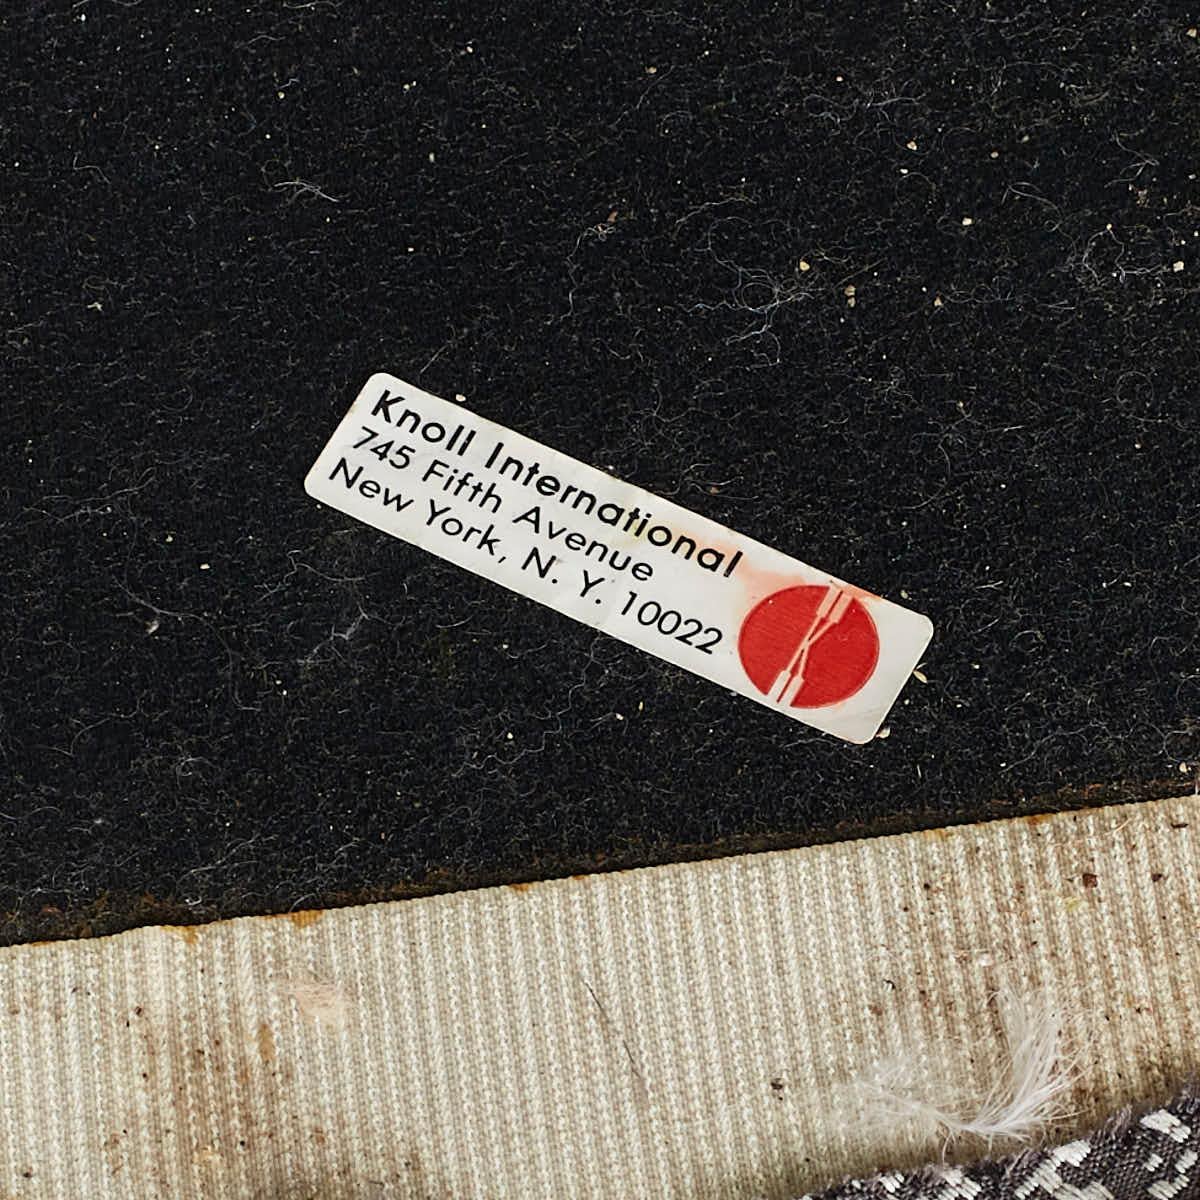 Knoll International
745 Fifth Avenue
New York, N. Y. 10022